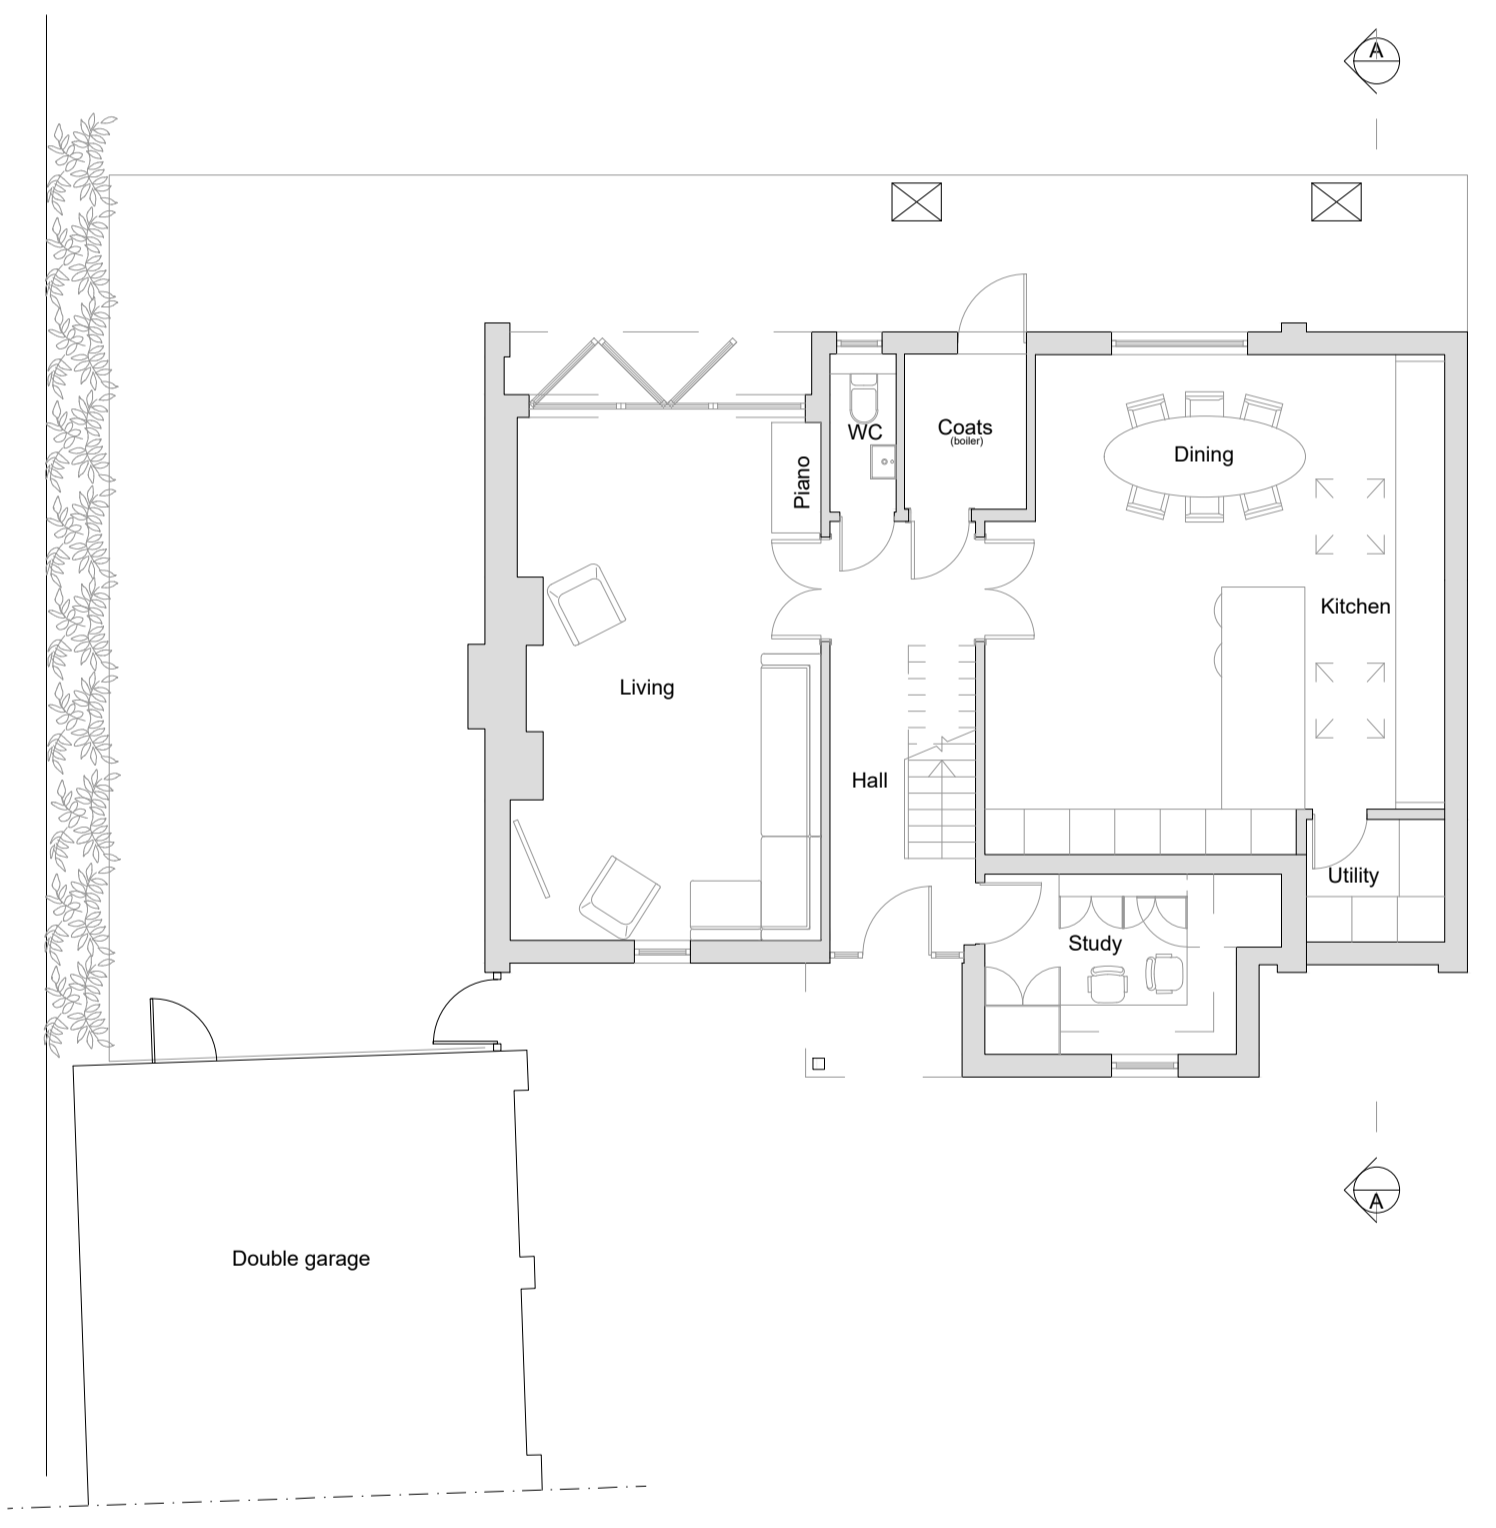 A
WC
Coats
(boiler)
Dining
Piano
Kitchen
Living
Hall
Utility
Study
A
Double garage